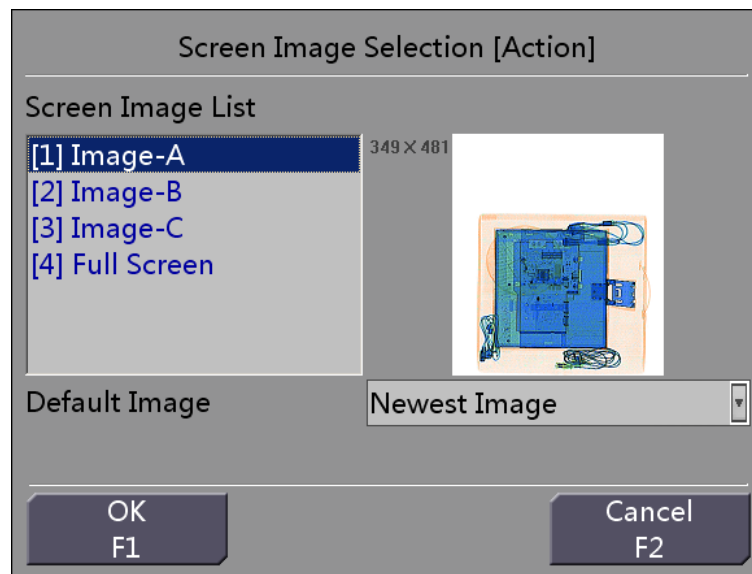 Screen Image Selection [Action]
Screen Image List
[1] Image-A
[2] Image-B
[3] Image-C
[4] Full Screen
349×481
Default Image
Newest Image
OK
F1
Cancel
F2